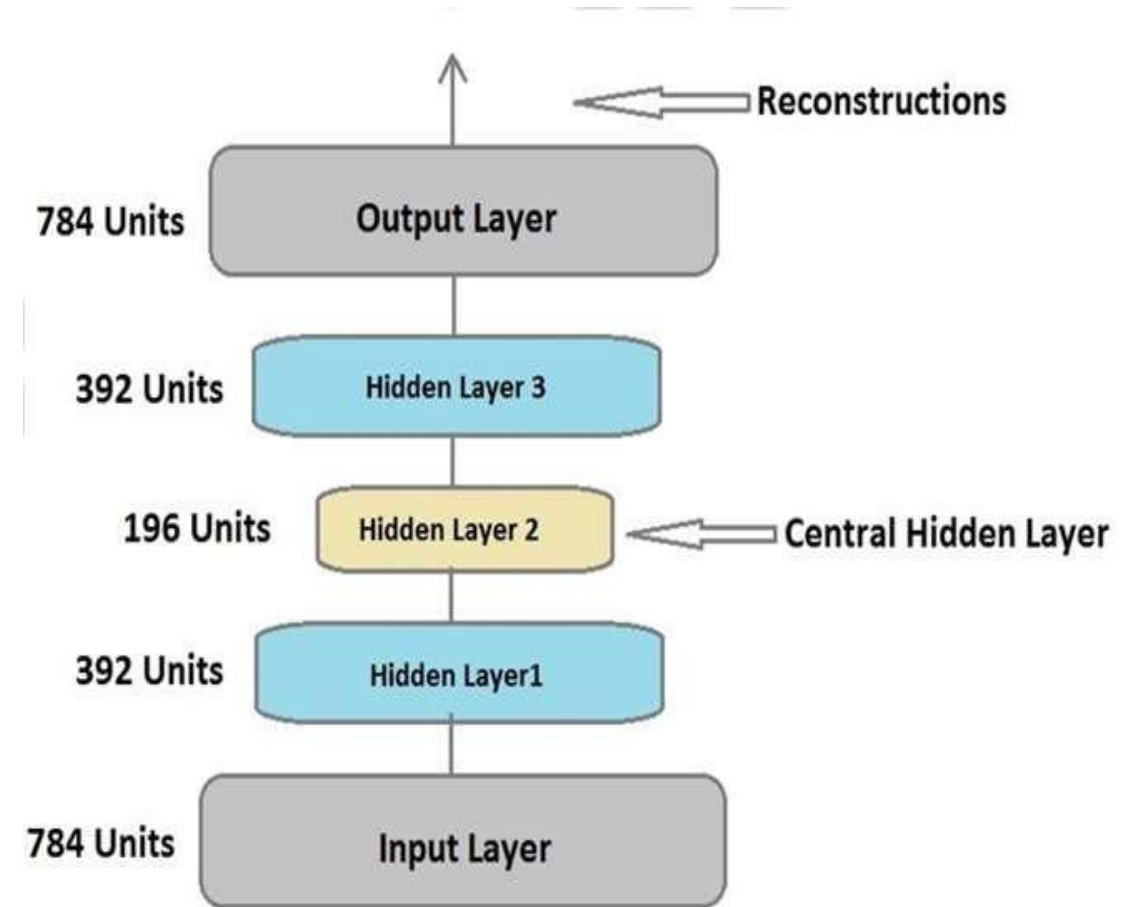 Reconstructions
784 Units
Output Layer
392 Units
Hidden Layer 3
196 Units
Hidden Layer 2
Central Hidden Layer
392 Units
Hidden Layer1
784 Units
Input Layer